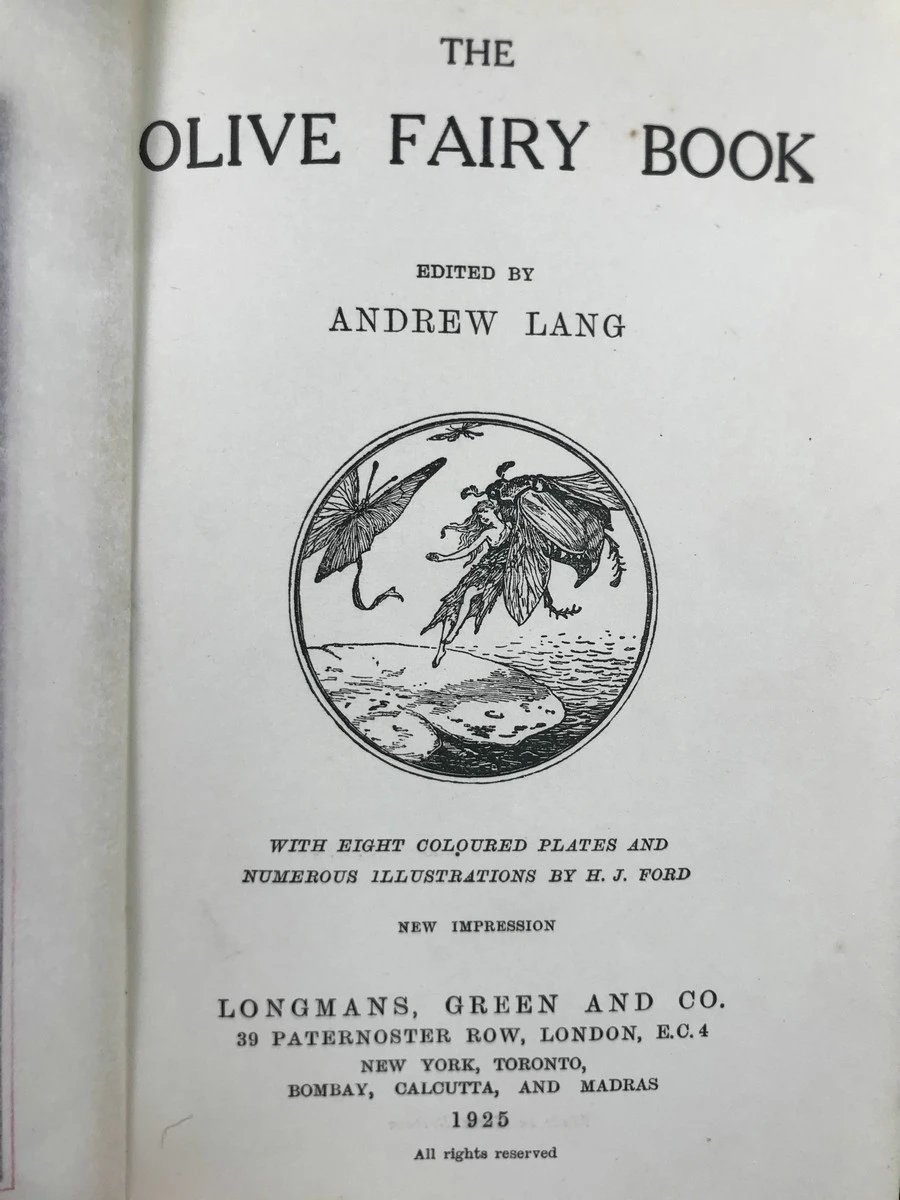 THE
OLIVE FAIRY BOOK
EDITED BY
ANDREW LANG
WITH EIGHT COLOURED PLATES AND
NUMEROUS ILLUSTRATIONS BY H. J. FORD
NEW IMPRESSION
LONGMANS, GREEN AND CO.
39 PATERNOSTER ROW, LONDON, E.C. 4
NEW YORK, TORONTO,
BOMBAY, CALCUTTA, AND MADRAS
1925
All rights reserved